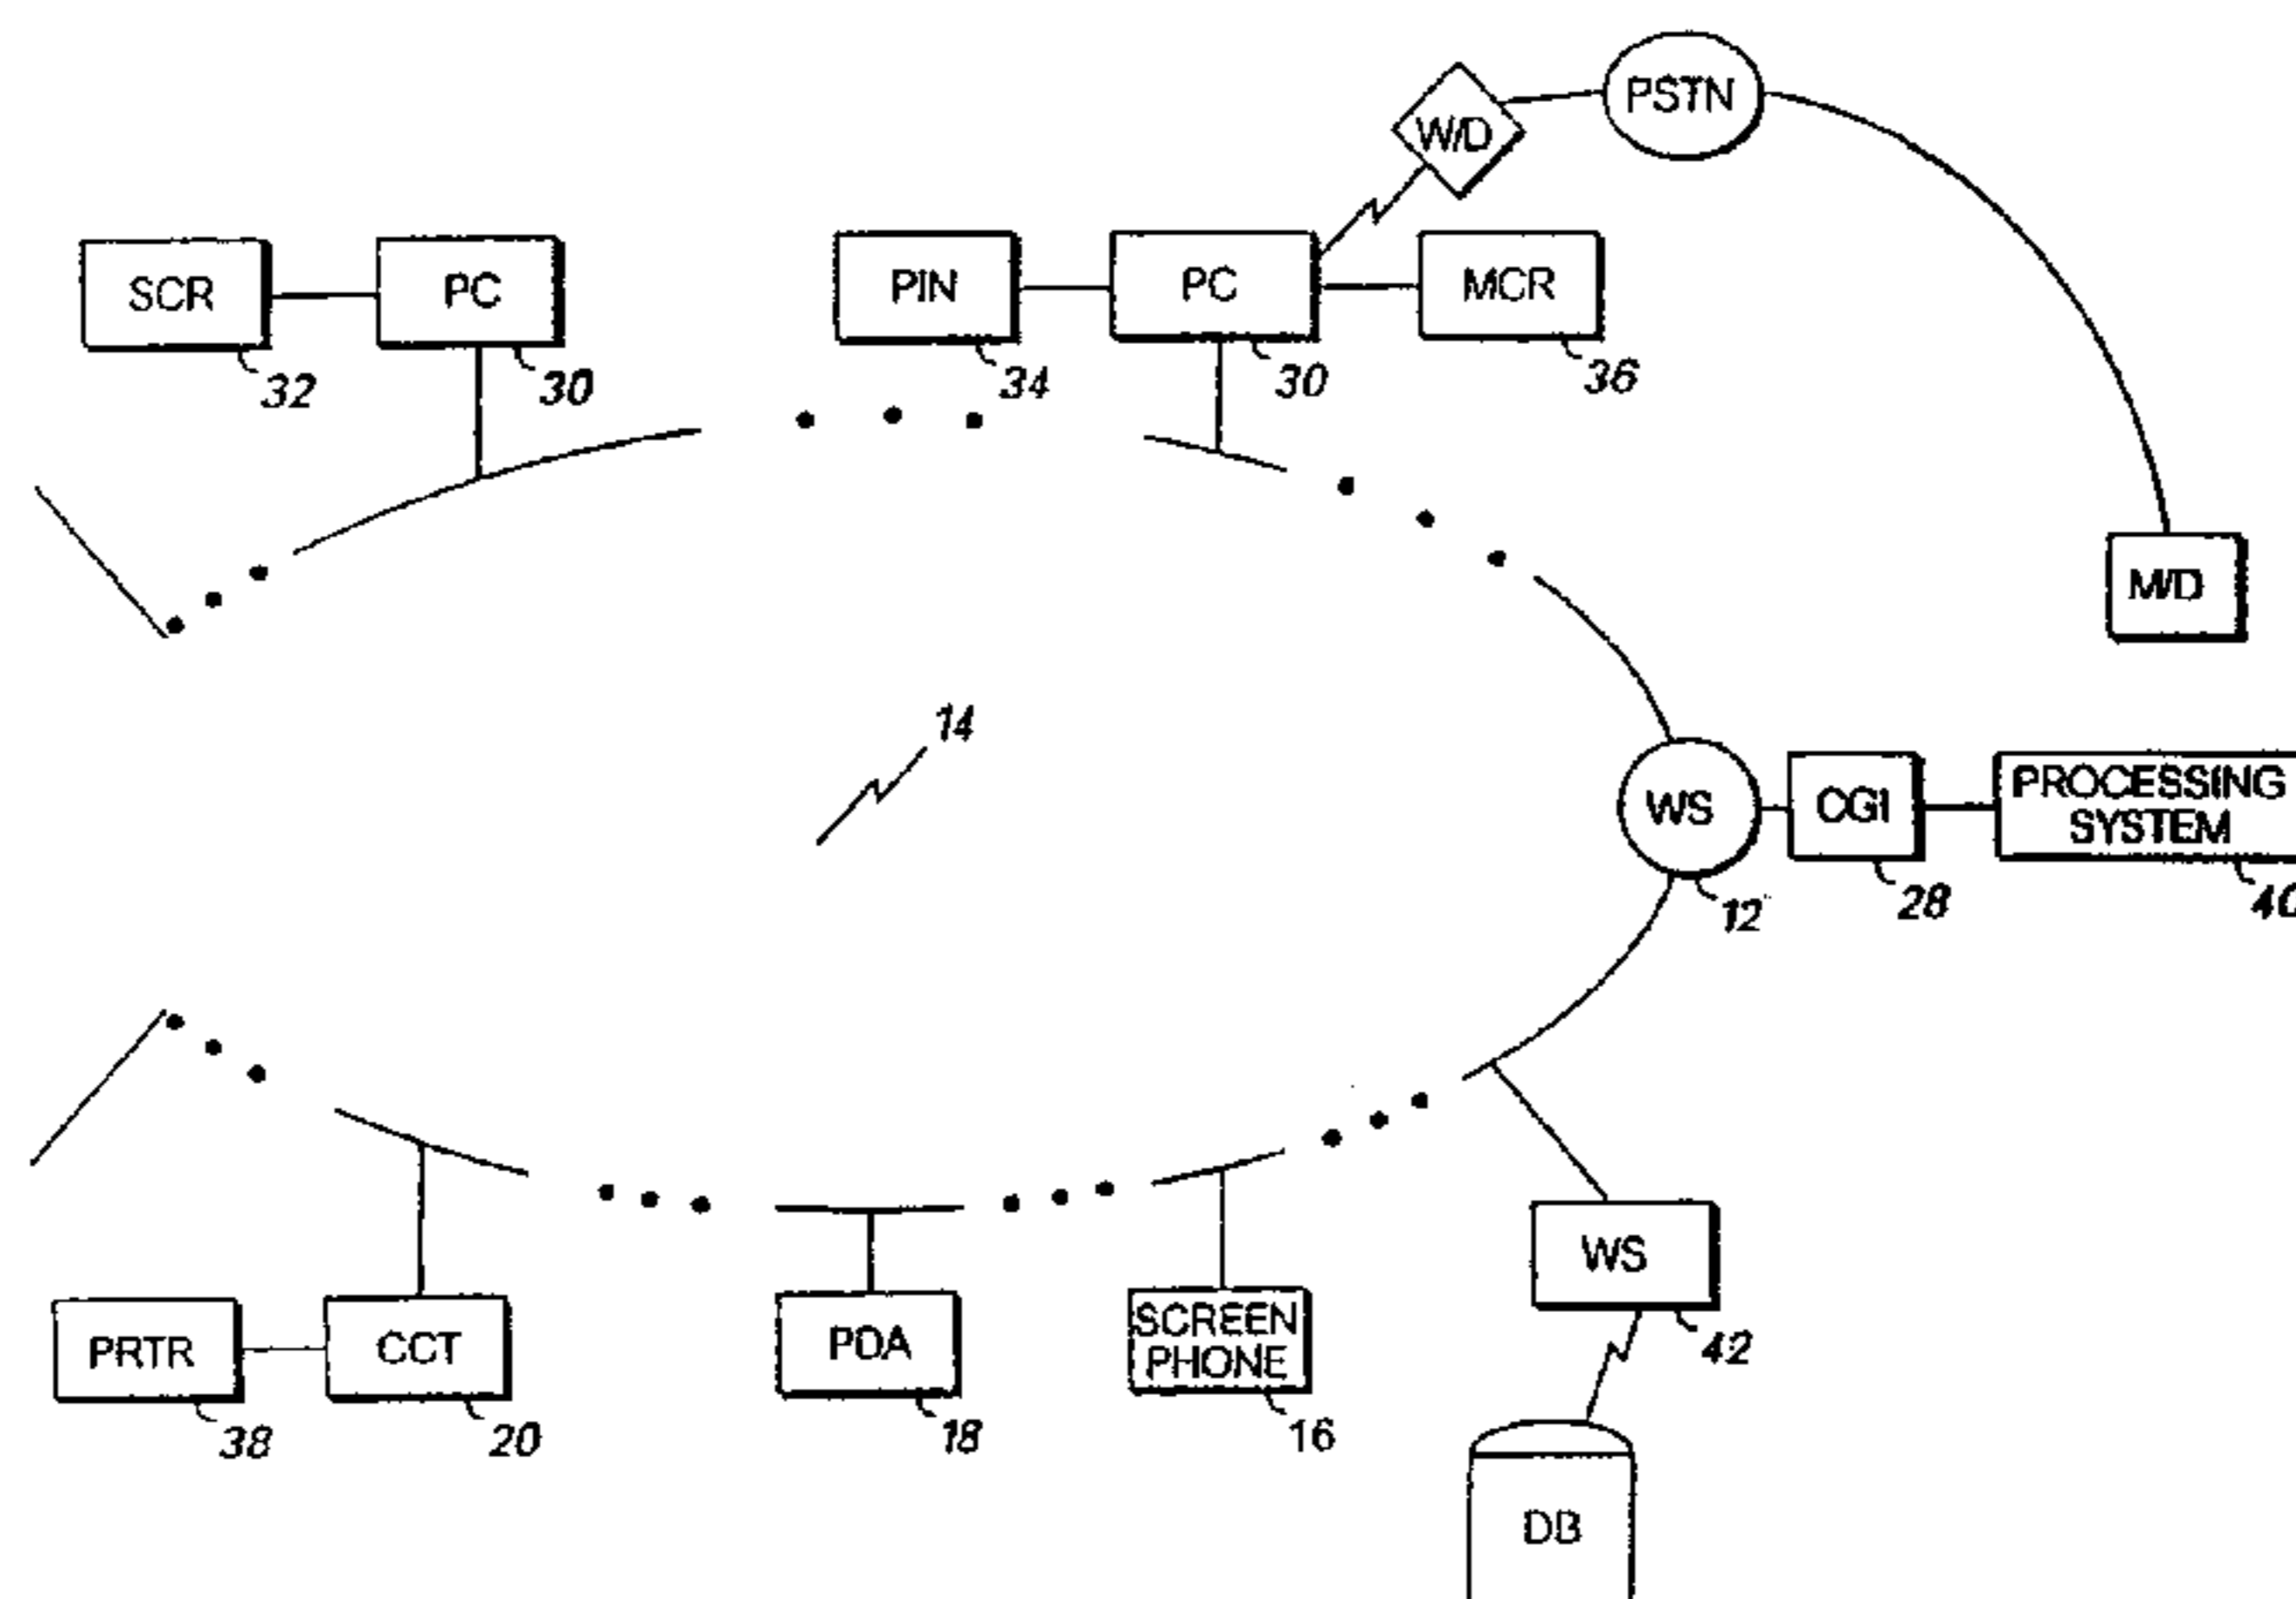 PSTN
W/D
SCR
PC
PIN
PC
MCR
32
30
34
30
36
M/D
14
WS
CGI
PROCESSING
SYSTEM
12
28
40
WS
42
PRTR
CCT
PDA
SCREEN
PHONE
38
20
18
16
DB